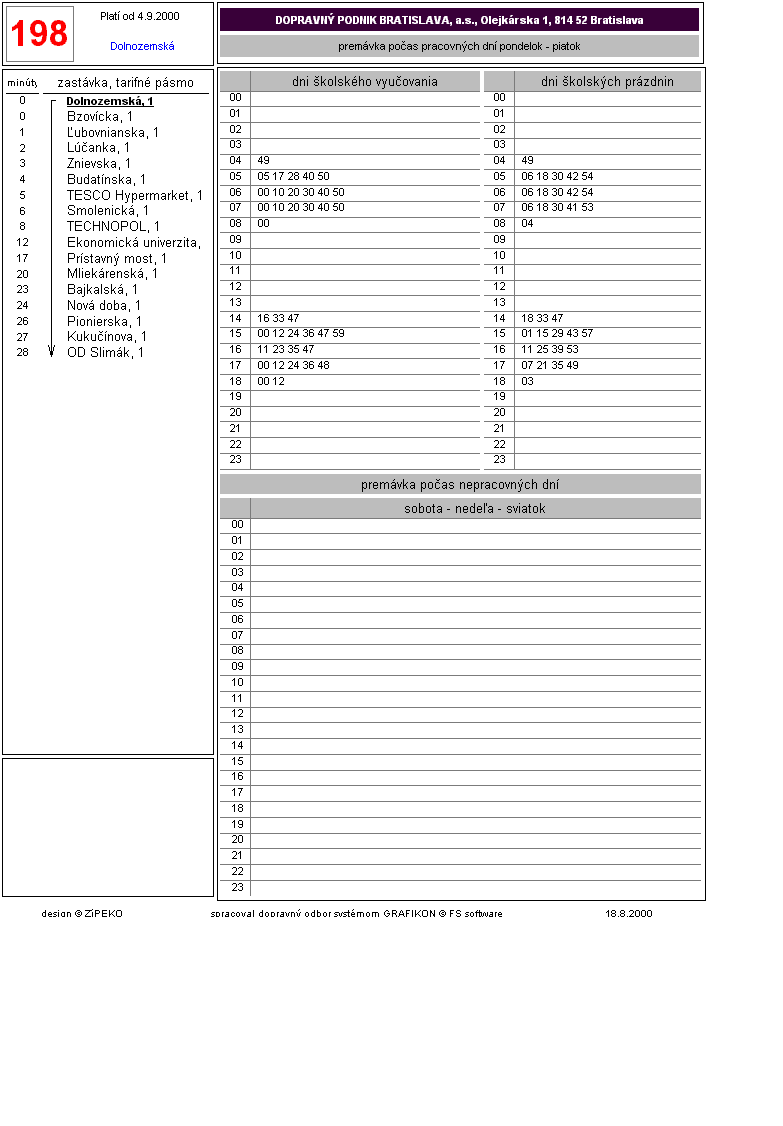 198
Platí od 4.9.2000
Dolnozemská
DOPRAVNÝ PODNIK BRATISLAVA, a.s., Olejkárska 1, 814 52 Bratislava
premávka počas pracovných dní pondelok - piatok
minúty zastávka, tarifné pásmo
0 Dolnozemská, 1
0 Bzovícka, 1
1 Ľubovnianska, 1
2 Lúčanka, 1
3 Znievska, 1
4 Budatínska, 1
5 TESCO Hypermarket, 1
6 Smolenická, 1
8 TECHNOPOL, 1
12 Ekonomická univerzita,
17 Prístavný most, 1
20 Mliekárenská, 1
23 Bajkalská, 1
24 Nová doba, 1
26 Pionierska, 1
27 Kukučínova, 1
28 OD Slimák, 1
dni školského vyučovania dni školských prázdnin
00 00
01 01
02 02
03 03
04 49 04 49
05 05 17 28 40 50 05 06 18 30 42 54
06 00 10 20 30 40 50 06 06 18 30 42 54
07 00 10 20 30 40 50 07 06 18 30 41 53
08 00 08 04
09 09
10 10
11 11
12 12
13 13
14 16 33 47 14 18 33 47
15 00 12 24 36 47 59 15 01 15 29 43 57
16 11 23 35 47 16 11 25 39 53
17 00 12 24 36 48 17 07 21 35 49
18 00 12 18 03
19 19
20 20
21 21
22 22
23 23
premávka počas nepracovných dní
sobota - nedeľa - sviatok
00
01
02
03
04
05
06
07
08
09
10
11
12
13
14
15
16
17
18
19
20
21
22
23
design © ZiPEKO spracoval dopravný odbor systémom GRAFIKON © FS software 18.8.2000